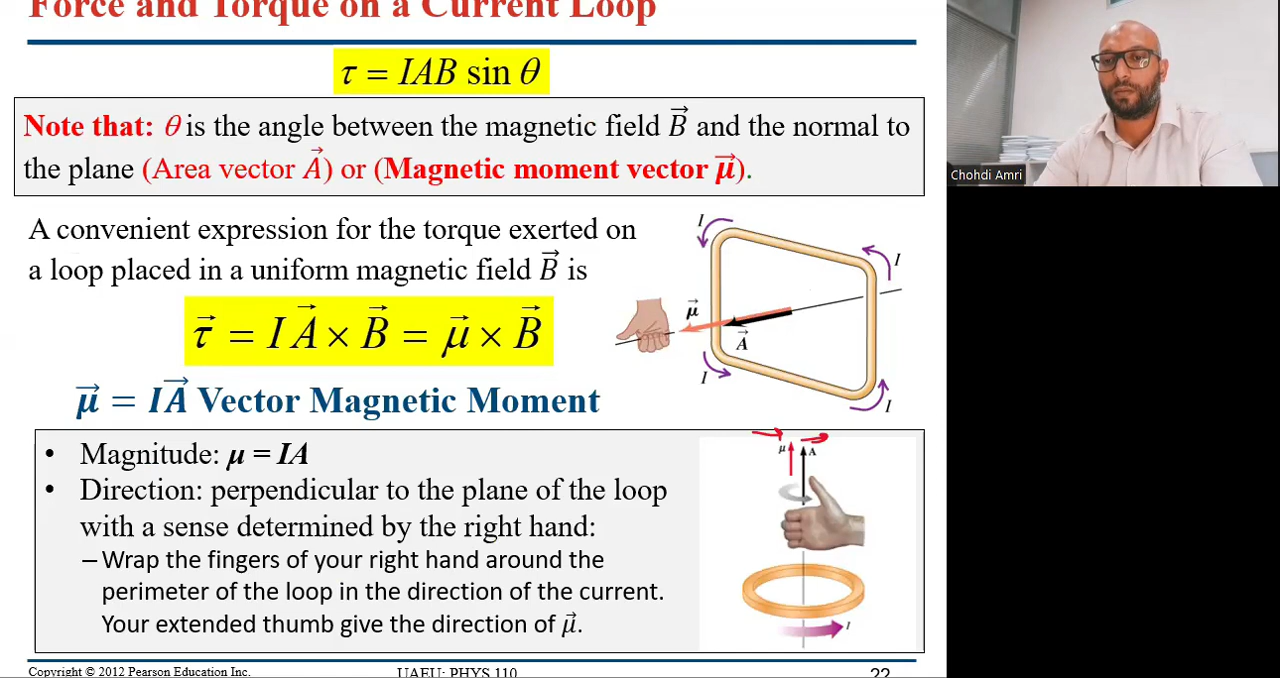 Force and Torque on a Current Loop
τ = IAB sin θ
Note that: θ is the angle between the magnetic field B⃗ and the normal to
the plane (Area vector A⃗) or (Magnetic moment vector μ⃗).
A convenient expression for the torque exerted on
a loop placed in a uniform magnetic field B⃗ is
τ⃗ = I A⃗ × B⃗ = μ⃗ × B⃗
μ⃗ = IA⃗ Vector Magnetic Moment
I
I
μ⃗
A⃗
I
I
• Magnitude: μ = IA
• Direction: perpendicular to the plane of the loop
with a sense determined by the right hand:
– Wrap the fingers of your right hand around the
perimeter of the loop in the direction of the current.
Your extended thumb give the direction of μ⃗.
μ A
I
Copyright © 2012 Pearson Education Inc.
UAEU: PHYS 110
22
Chohdi Amri